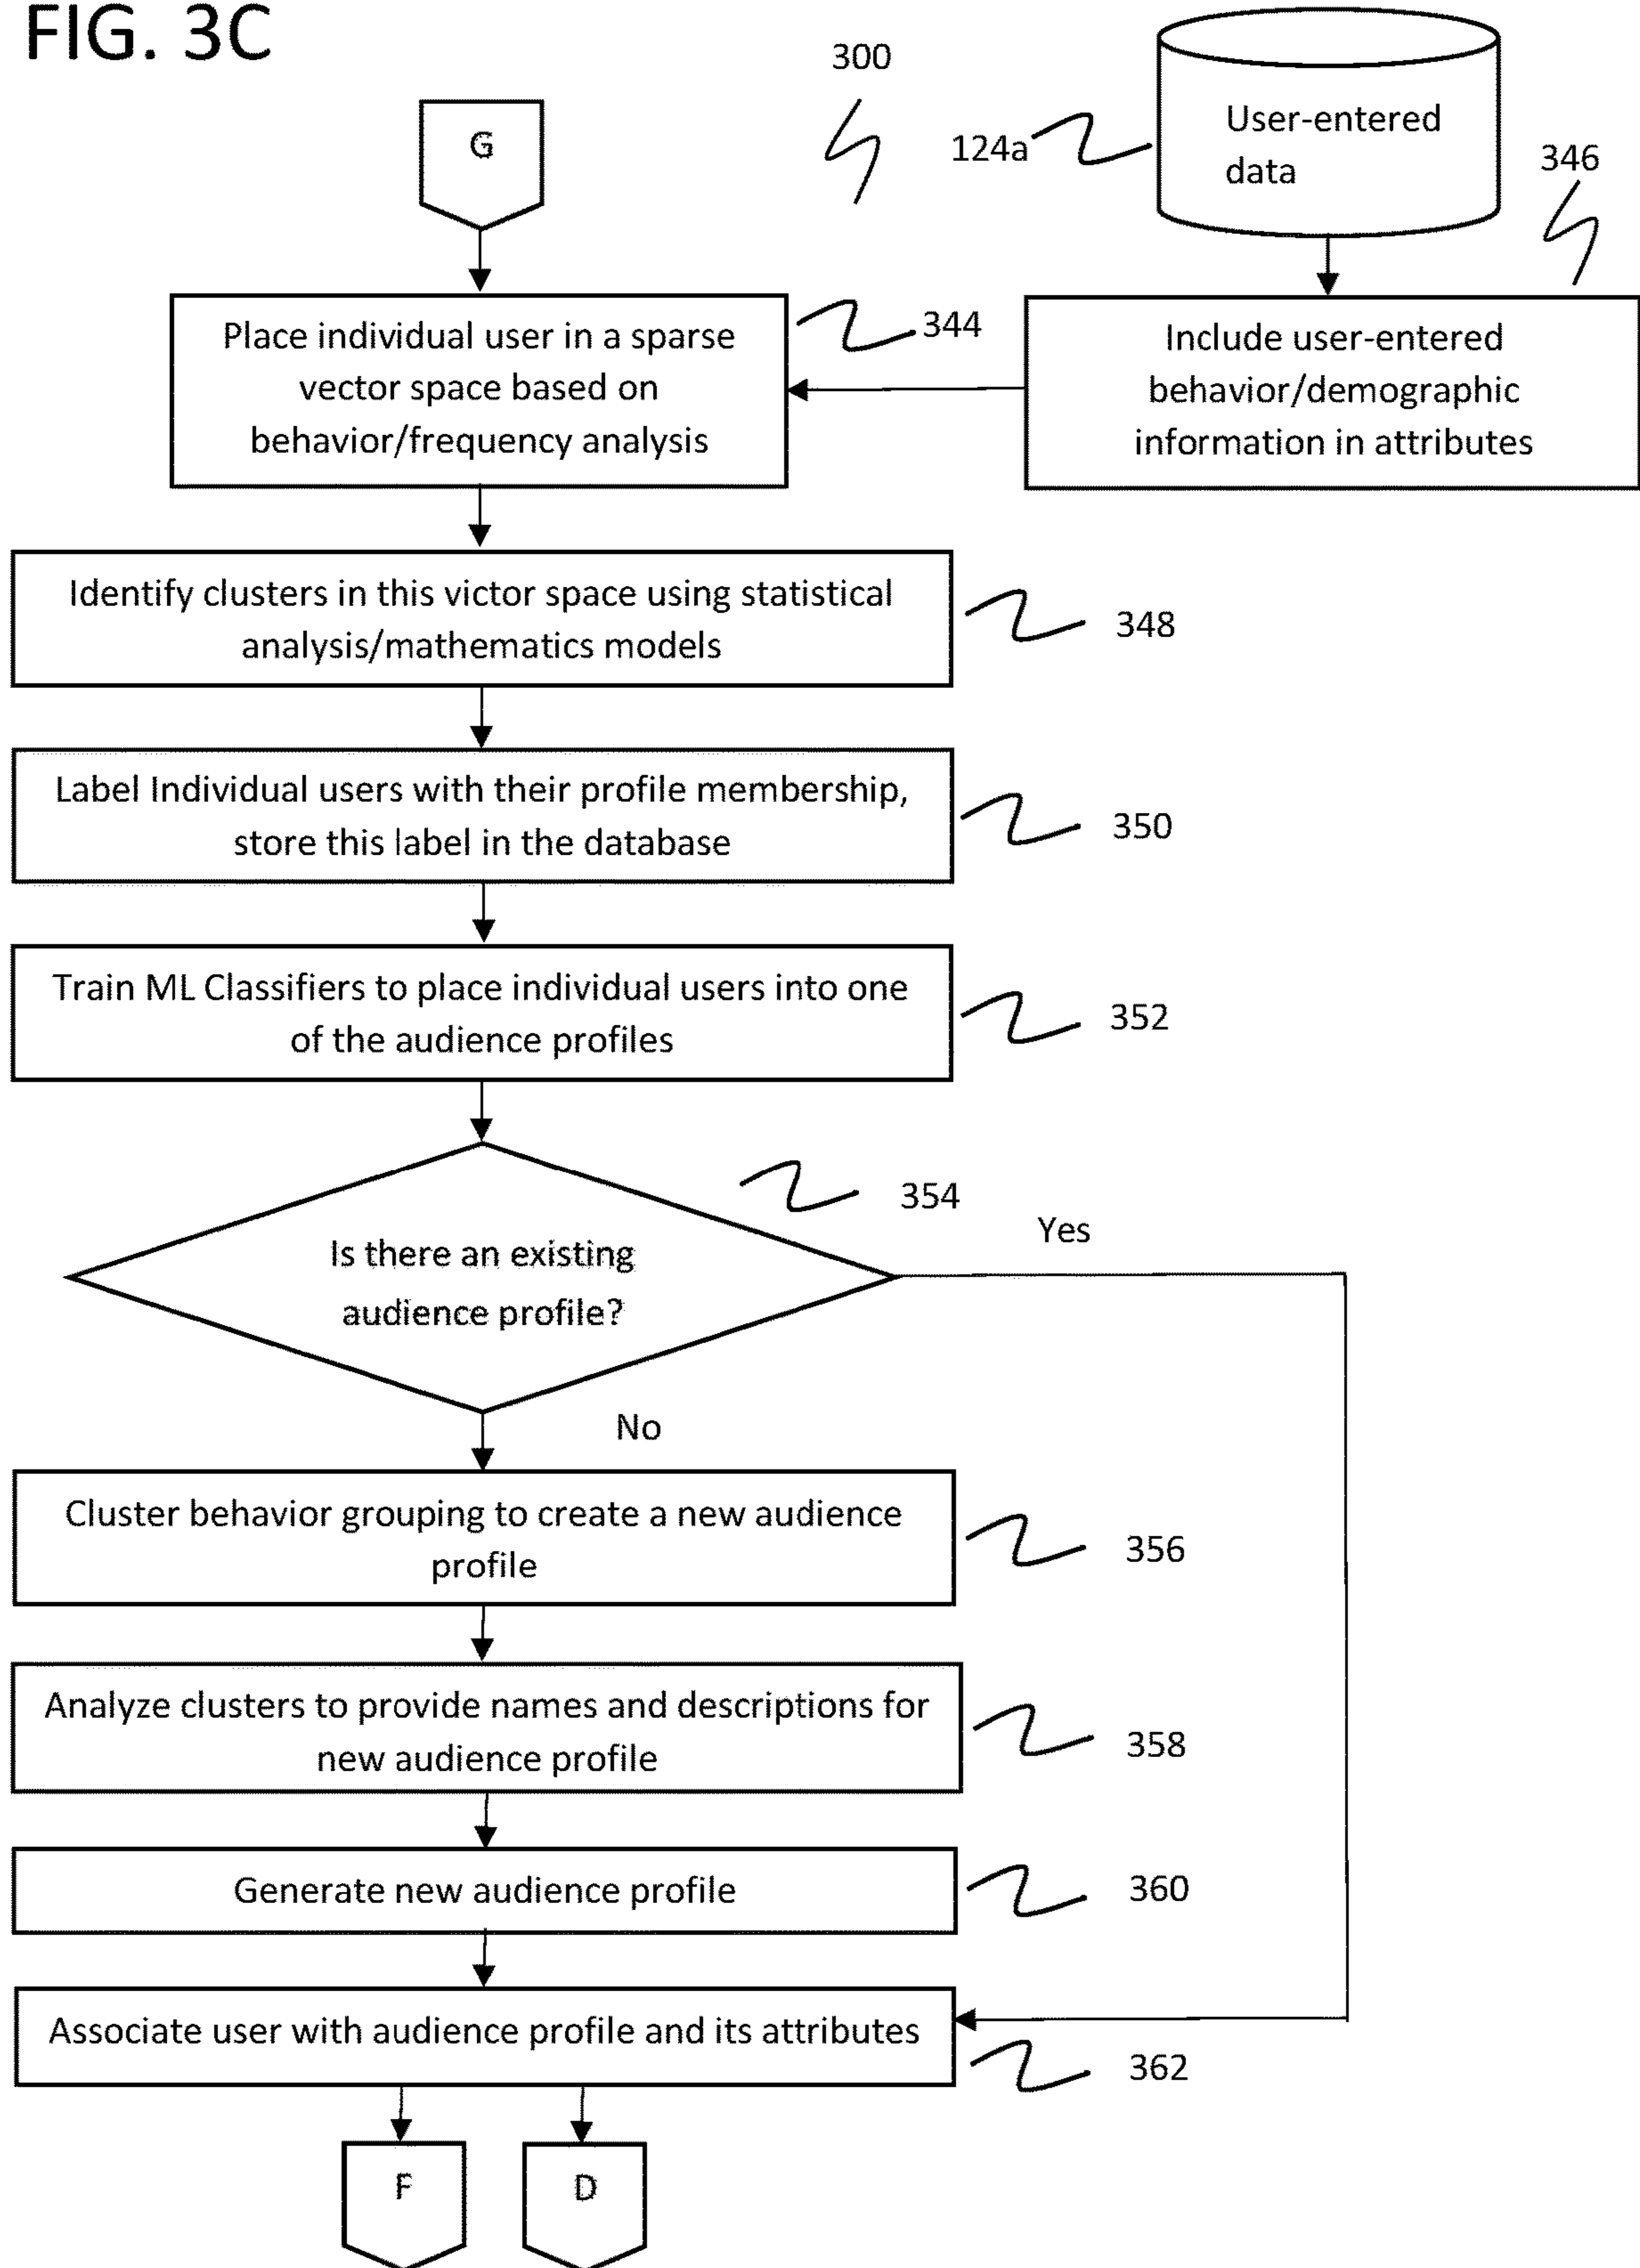 FIG. 3C
300
G
124a
User-entered
data
346
Place individual user in a sparse
vector space based on
behavior/frequency analysis
344
Include user-entered
behavior/demographic
information in attributes
Identify clusters in this victor space using statistical
analysis/mathematics models
348
Label Individual users with their profile membership,
store this label in the database
350
Train ML Classifiers to place individual users into one
of the audience profiles
352
354
Yes
Is there an existing
audience profile?
No
Cluster behavior grouping to create a new audience
profile
356
Analyze clusters to provide names and descriptions for
new audience profile
358
Generate new audience profile
360
Associate user with audience profile and its attributes
362
F
D